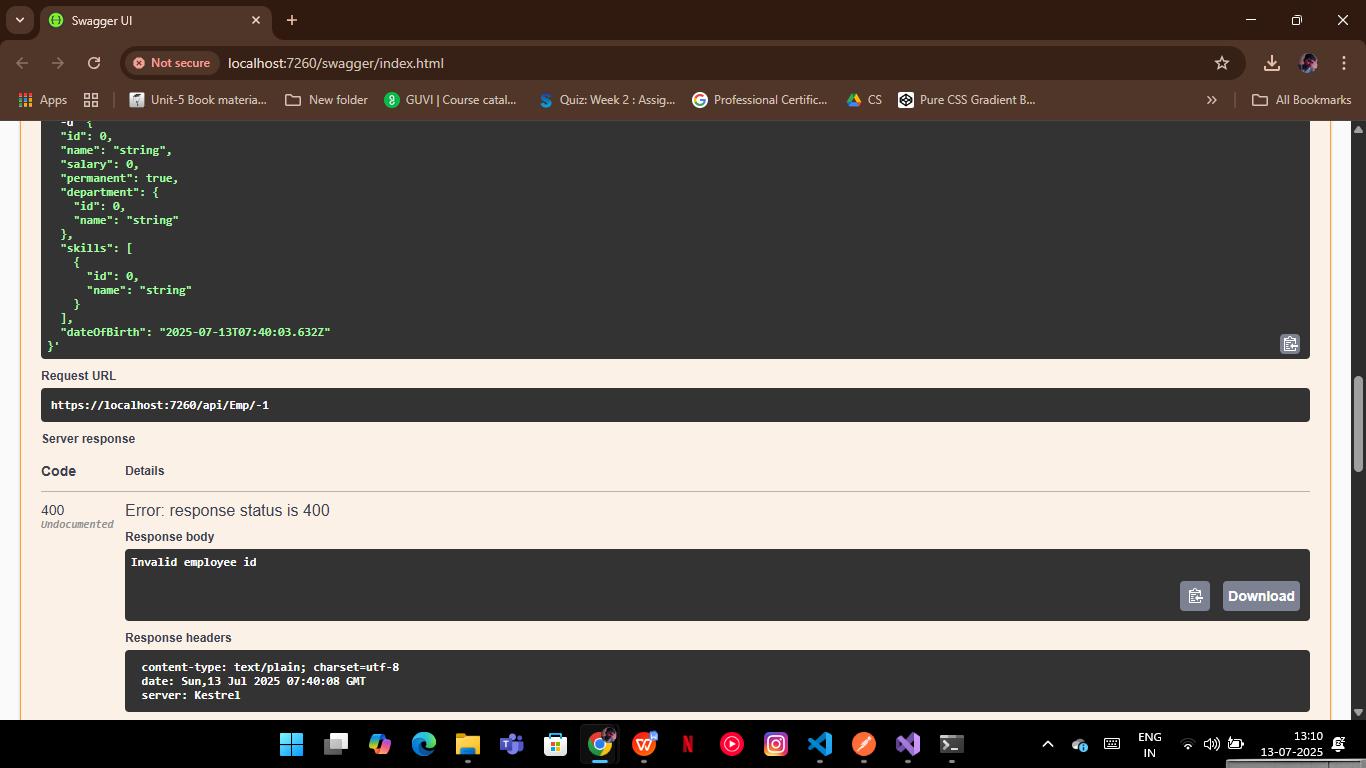 Swagger UI
Not secure
localhost:7260/swagger/index.html
Apps
Unit-5 Book materia...
New folder
GUVI | Course catal...
Quiz: Week 2 : Assig...
Professional Certific...
CS
Pure CSS Gradient B...
All Bookmarks
-d '{
"id": 0,
"name": "string",
"salary": 0,
"permanent": true,
"department": {
"id": 0,
"name": "string"
},
"skills": [
{
"id": 0,
"name": "string"
}
],
"dateOfBirth": "2025-07-13T07:40:03.632Z"
}'
Request URL
https://localhost:7260/api/Emp/-1
Server response
Code Details
400 Error: response status is 400
Undocumented
Response body
Invalid employee id
Download
Response headers
content-type: text/plain; charset=utf-8
date: Sun,13 Jul 2025 07:40:08 GMT
server: Kestrel
ENG
IN
13:10
13-07-2025